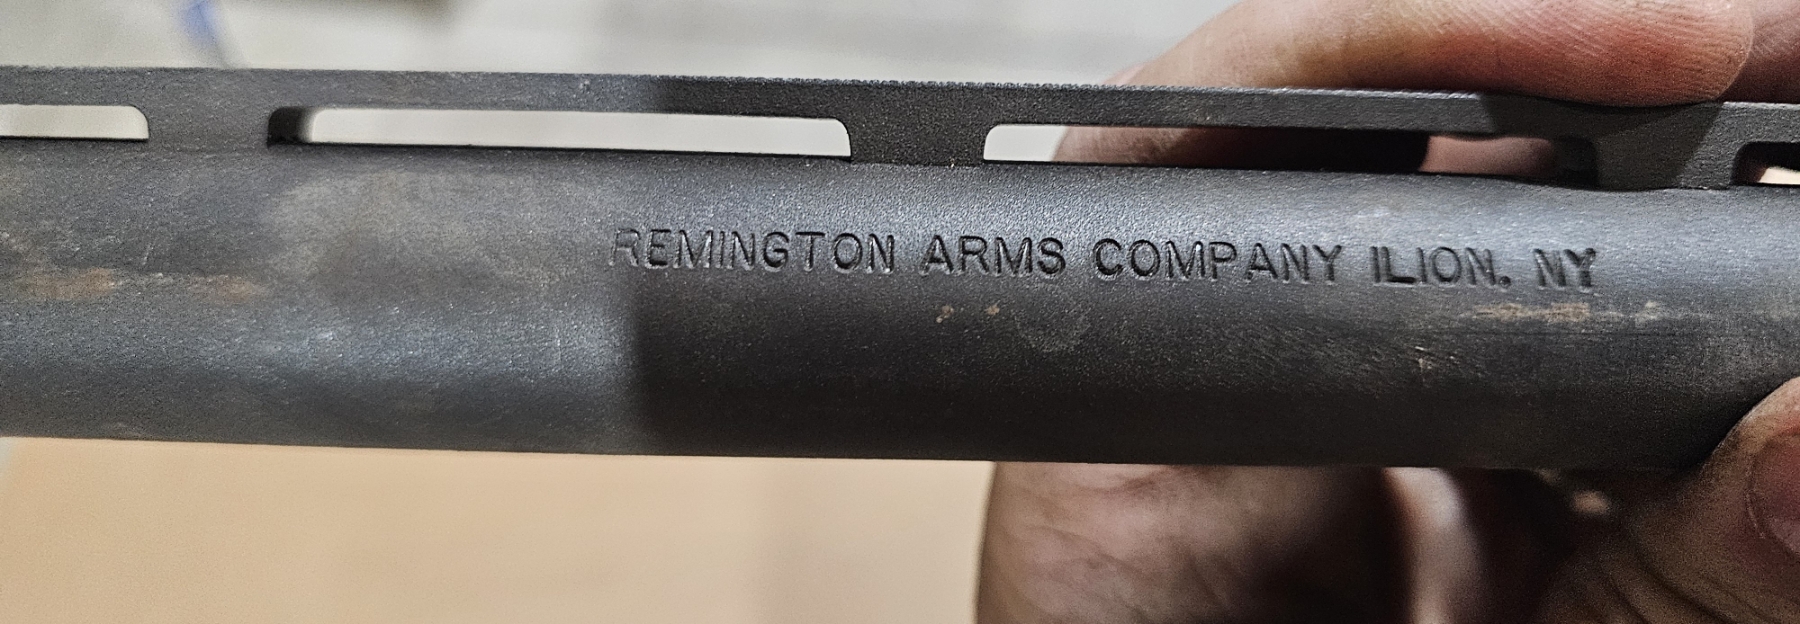 REMINGTON ARMS COMPANY ILION. NY